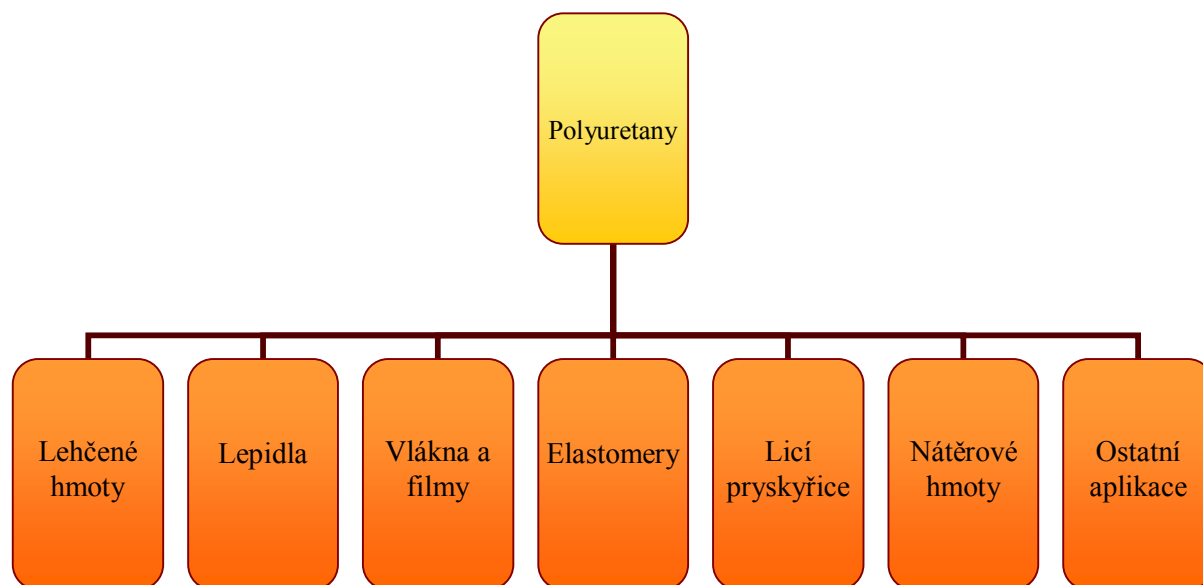 Polyuretany
Lehčené
hmoty
Lepidla
Vlákna a
filmy
Elastomery
Licí
pryskyřice
Nátěrové
hmoty
Ostatní
aplikace